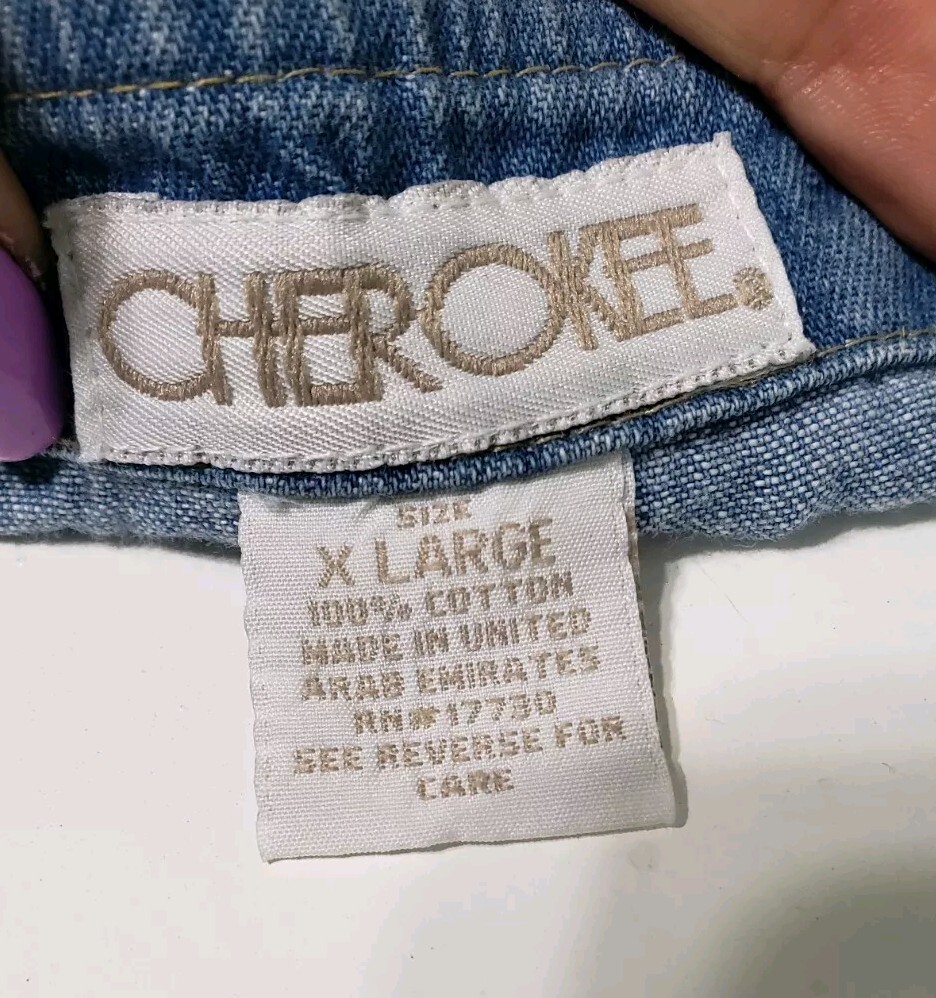 CHEROKEE®
SIZE
X LARGE
100% COTTON
MADE IN UNITED
ARAB EMIRATES
RN#17730
SEE REVERSE FOR
CARE